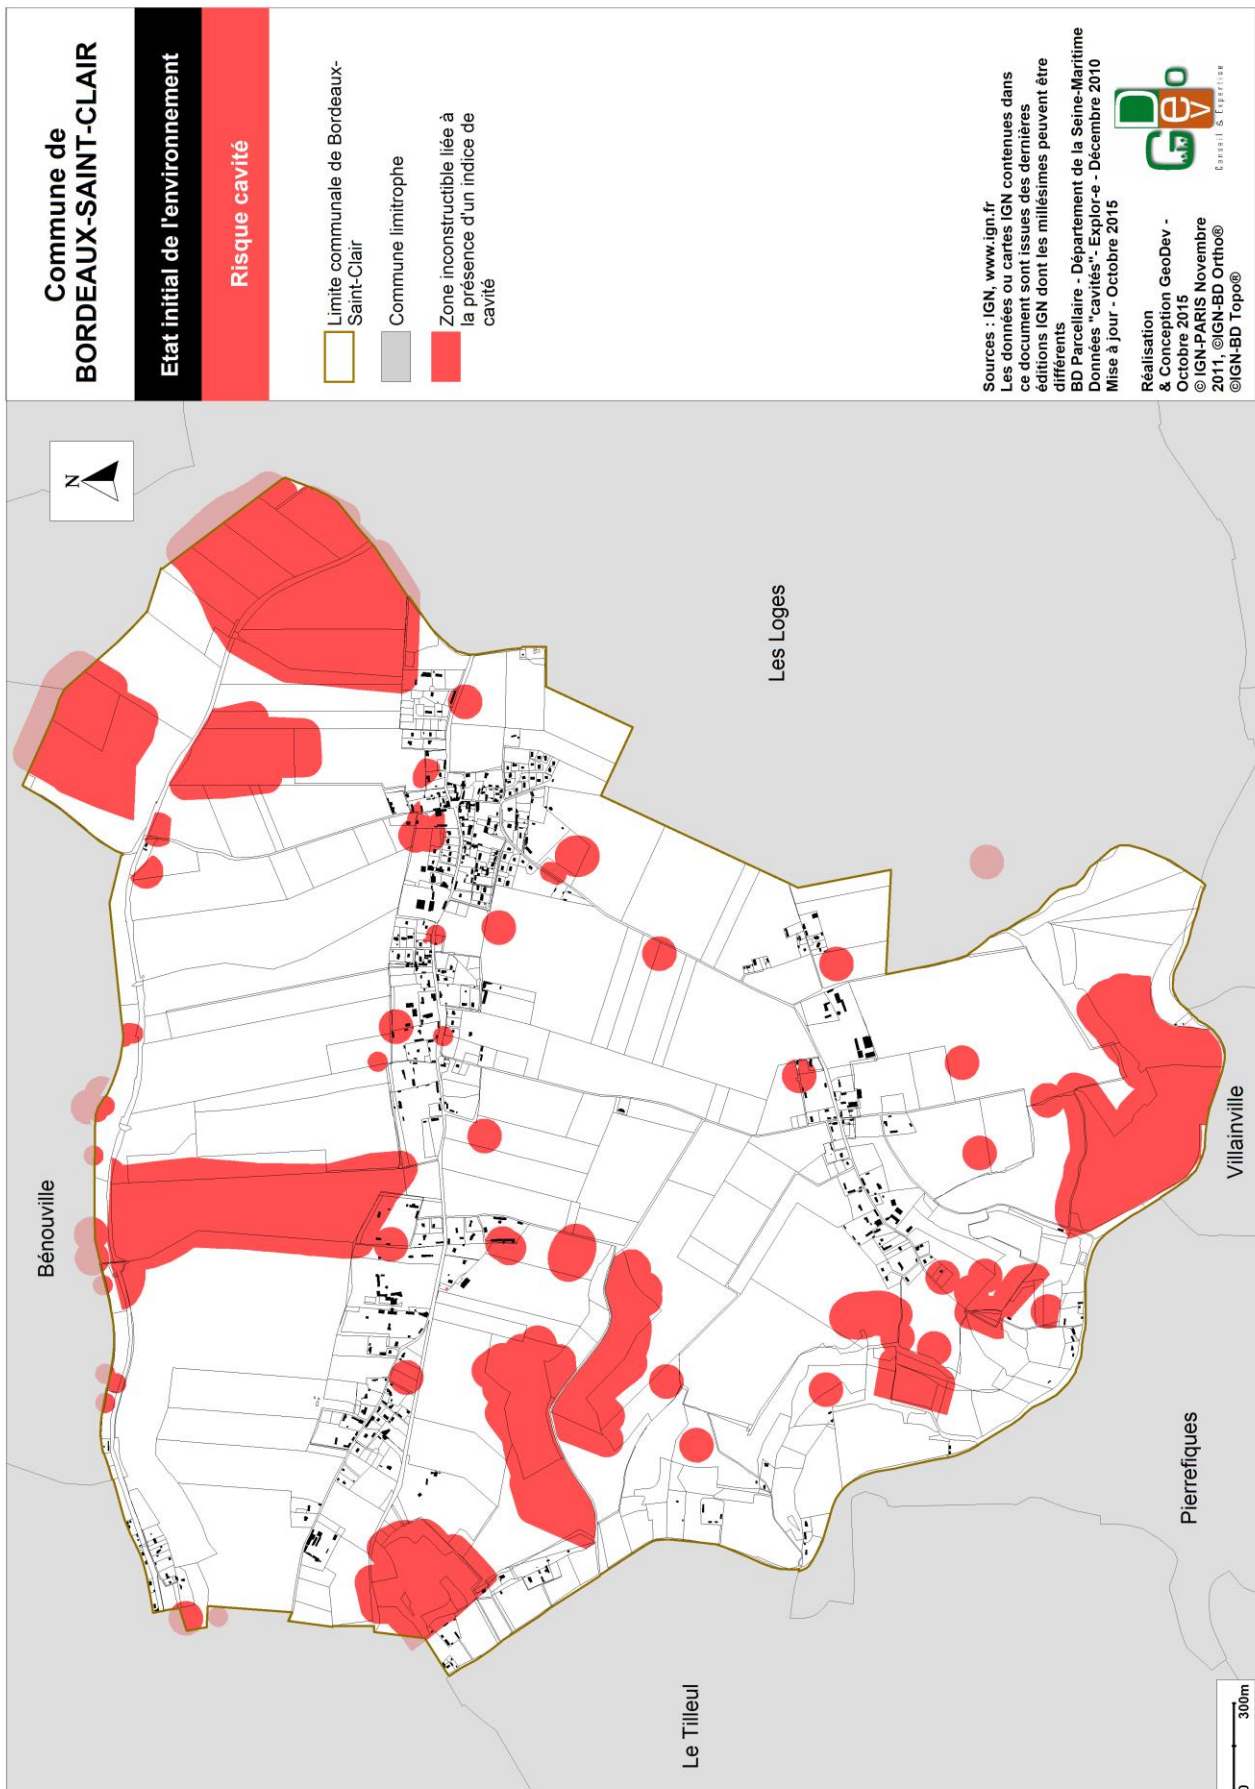 Commune de
BORDEAUX-SAINT-CLAIR
Etat initial de l'environnement
Risque cavité
Limite communale de Bordeaux-
Saint-Clair
Commune limitrophe
Zone inconstructible liée à
la présence d'un indice de
cavité
Sources : IGN, www.ign.fr
Les données ou cartes IGN contenues dans
ce document sont issues des dernières
éditions IGN dont les millésimes peuvent être
différents
BD Parcellaire - Département de la Seine-Maritime
Données "cavités"- Explor-e - Décembre 2010
Mise à jour - Octobre 2015
Réalisation
& Conception GeoDev -
Octobre 2015
© IGN-PARIS Novembre
2011, ©IGN-BD Ortho®
©IGN-BD Topo®
GeoDev
Conseil & Expertise
N
Bénouville
Les Loges
Le Tilleul
Pierrefiques
Villainville
0 300m